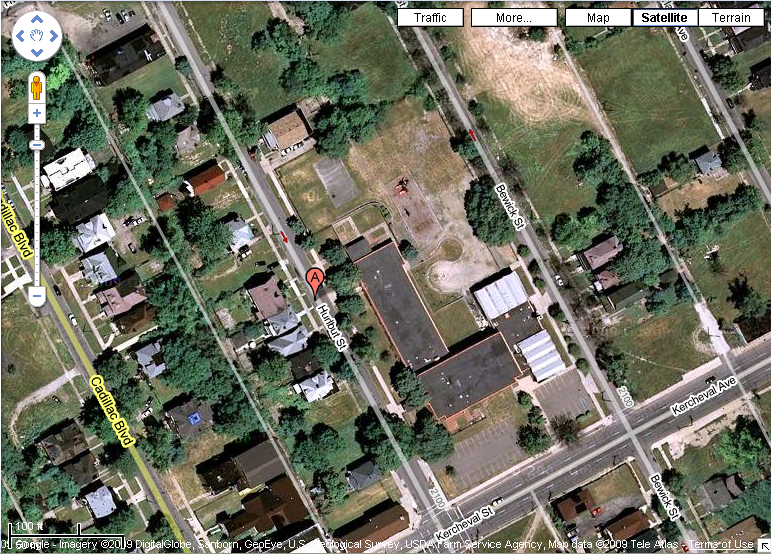 Traffic
More...
Map
Satellite
Terrain
Ave
Bewick St
Cadillac Blvd
A
Hurlbut St
Cadillac Blvd
2100
Kercheval Ave
2100
Bewick St
Kercheval St
100 ft
Google - Imagery ©2009 DigitalGlobe, Sanborn, GeoEye, U.S. Geological Survey, USDA Farm Service Agency, Map data ©2009 Tele Atlas - Terms of Use